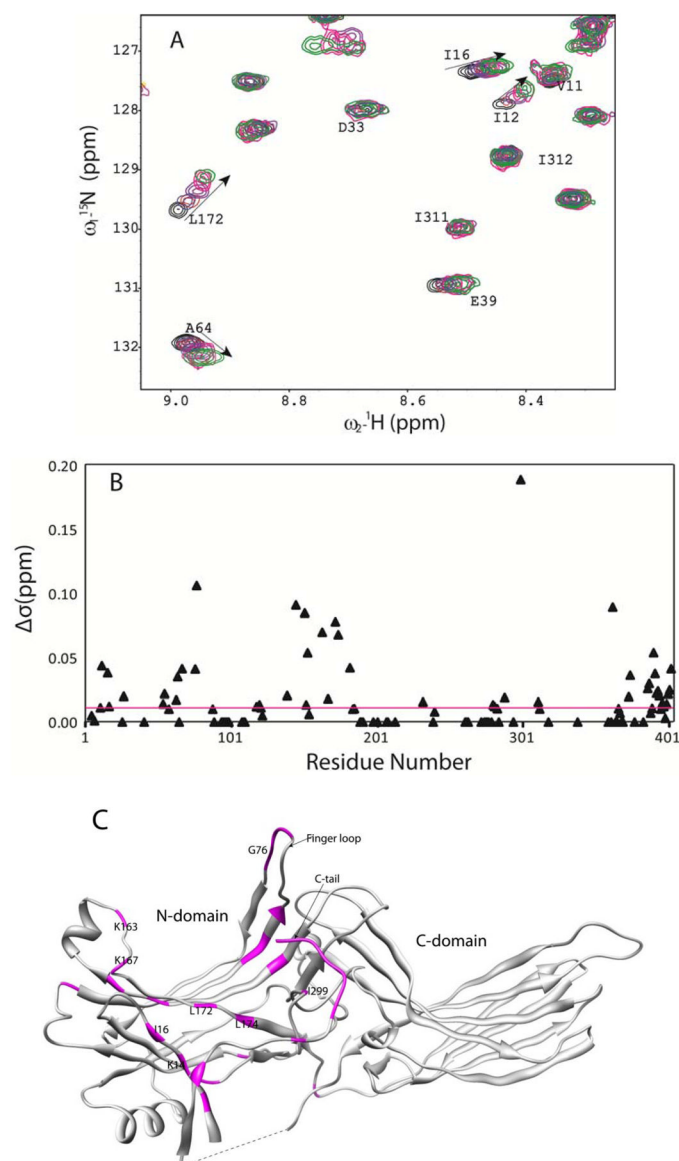 A
127
128
129
130
131
132
ω1-15N (ppm)
I16
V11
I12
D33
I312
L172
I311
E39
A64
9.0 8.8 8.6 8.4
ω2-1H (ppm)
B
0.20
0.15
0.10
0.05
0.00
Δσ(ppm)
1 101 201 301 401
Residue Number
C
G76
Finger loop
C-tail
N-domain
C-domain
K163
K167
I299
L172
L174
I16